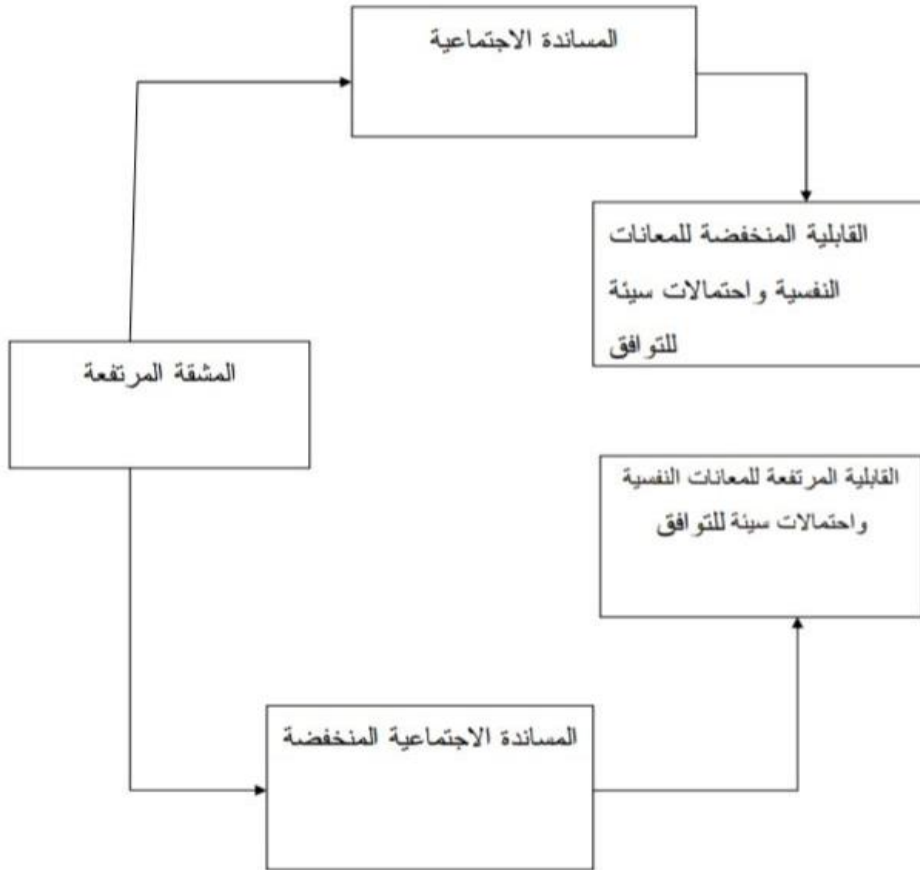 المساندة الاجتماعية
القابلية المنخفضة للمعانات
النفسية واحتمالات سيئة
للتوافق
المشقة المرتفعة
القابلية المرتفعة للمعانات النفسية
واحتمالات سيئة للتوافق
المساندة الاجتماعية المنخفضة